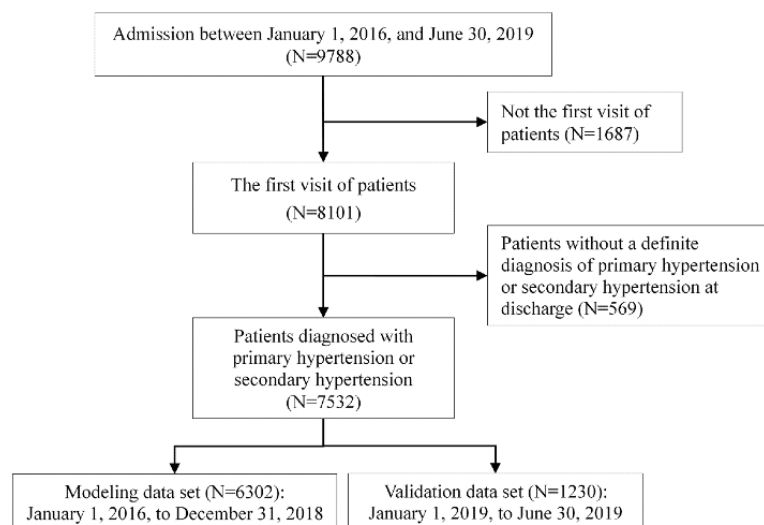 Admission between January 1, 2016, and June 30, 2019
(N=9788)
Not the first visit of
patients (N=1687)
The first visit of patients
(N=8101)
Patients without a definite
diagnosis of primary hypertension
or secondary hypertension at
discharge (N=569)
Patients diagnosed with
primary hypertension or
secondary hypertension
(N=7532)
Modeling data set (N=6302):
January 1, 2016, to December 31, 2018
Validation data set (N=1230):
January 1, 2019, to June 30, 2019